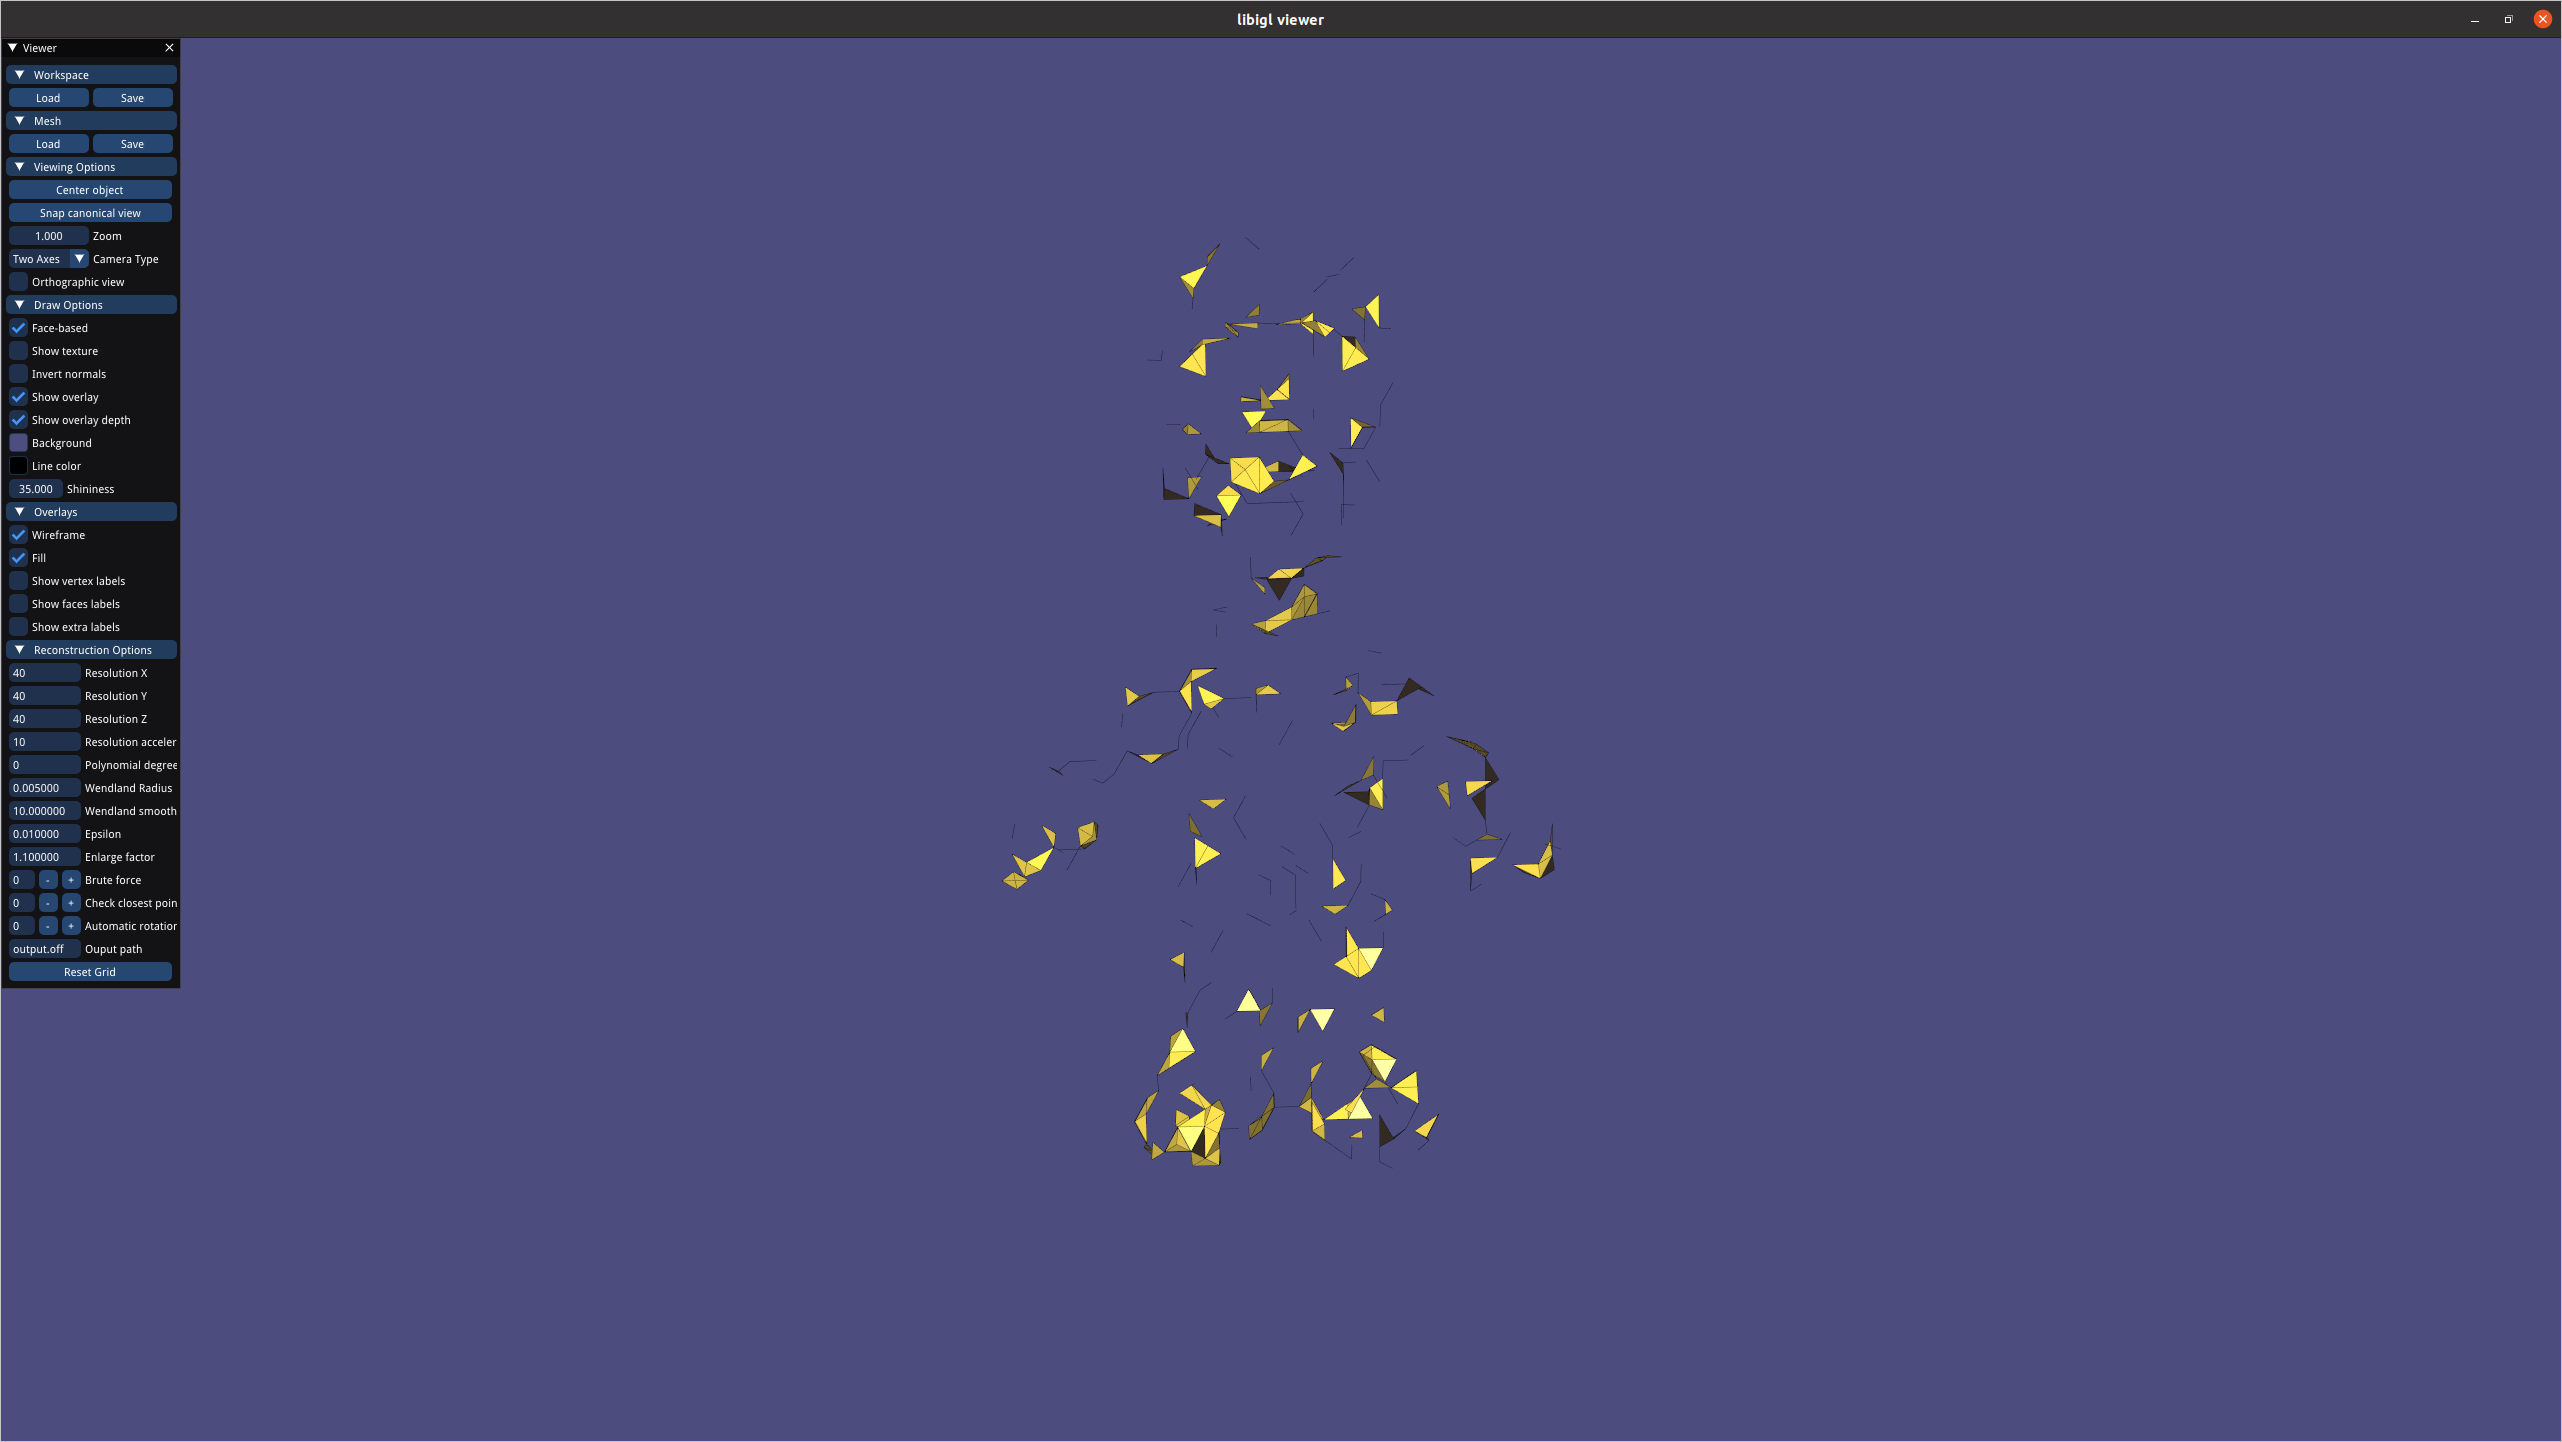 libigl viewer
Viewer
Workspace
Load Save
Mesh
Load Save
Viewing Options
Center object
Snap canonical view
1.000 Zoom
Two Axes Camera Type
Orthographic view
Draw Options
Face-based
Show texture
Invert normals
Show overlay
Show overlay depth
Background
Line color
35.000 Shininess
Overlays
Wireframe
Fill
Show vertex labels
Show faces labels
Show extra labels
Reconstruction Options
40 Resolution X
40 Resolution Y
40 Resolution Z
10 Resolution acceler
0 Polynomial degree
0.005000 Wendland Radius
10.000000 Wendland smooth
0.010000 Epsilon
1.100000 Enlarge factor
0 - + Brute force
0 - + Check closest poin
0 - + Automatic rotation
output.off Ouput path
Reset Grid